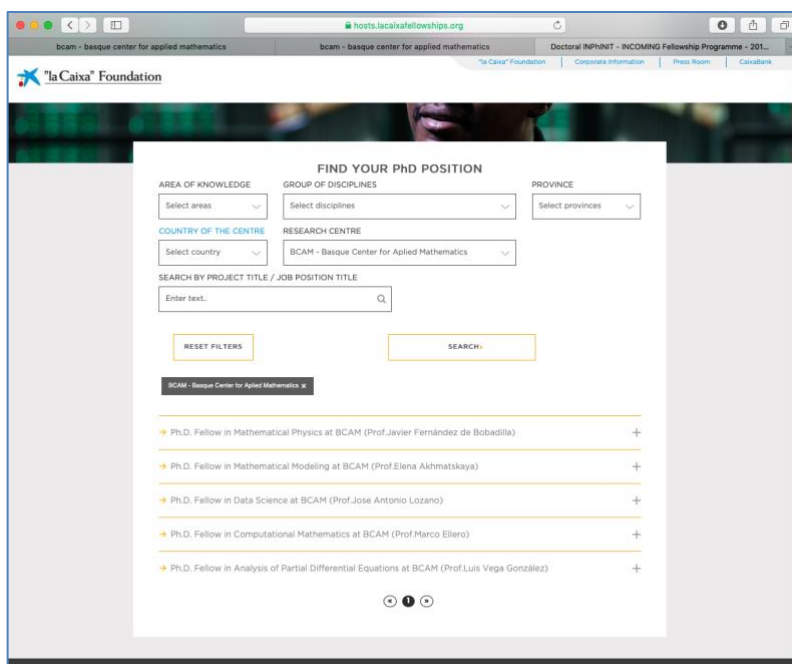 hosts.lacaixafellowships.org
bcam - basque center for applied mathematics
bcam - basque center for applied mathematics
Doctoral INPhINIT - INCOMING Fellowship Programme - 201...
"la Caixa" Foundation
Corporate Information
Press Room
CaixaBank
"la Caixa" Foundation
FIND YOUR PhD POSITION
AREA OF KNOWLEDGE
GROUP OF DISCIPLINES
PROVINCE
Select areas
Select disciplines
Select provinces
COUNTRY OF THE CENTRE
RESEARCH CENTRE
Select country
BCAM - Basque Center for Aplied Mathematics
SEARCH BY PROJECT TITLE / JOB POSITION TITLE
Enter text..
RESET FILTERS
SEARCH›
BCAM - Basque Center for Aplied Mathematics x
Ph.D. Fellow in Mathematical Physics at BCAM (Prof.Javier Fernández de Bobadilla)
Ph.D. Fellow in Mathematical Modeling at BCAM (Prof.Elena Akhmatskaya)
Ph.D. Fellow in Data Science at BCAM (Prof.Jose Antonio Lozano)
Ph.D. Fellow in Computational Mathematics at BCAM (Prof.Marco Ellero)
Ph.D. Fellow in Analysis of Partial Differential Equations at BCAM (Prof.Luis Vega González)
« 1 »